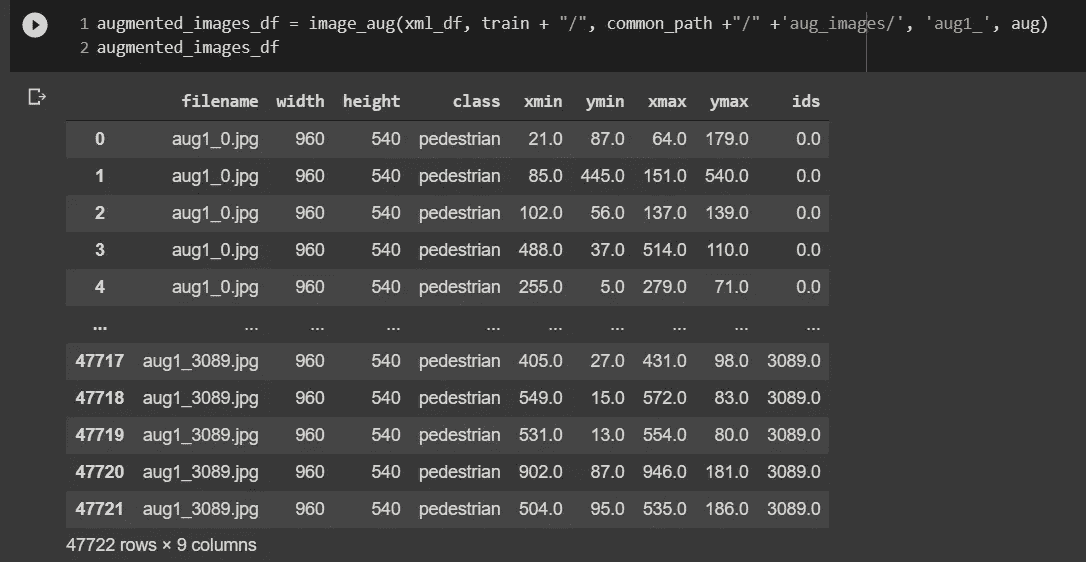 1 augmented_images_df = image_aug(xml_df, train + "/", common_path +"/" +'aug_images/', 'aug1_', aug)
2 augmented_images_df
filename width height class xmin ymin xmax ymax ids
0 aug1_0.jpg 960 540 pedestrian 21.0 87.0 64.0 179.0 0.0
1 aug1_0.jpg 960 540 pedestrian 85.0 445.0 151.0 540.0 0.0
2 aug1_0.jpg 960 540 pedestrian 102.0 56.0 137.0 139.0 0.0
3 aug1_0.jpg 960 540 pedestrian 488.0 37.0 514.0 110.0 0.0
4 aug1_0.jpg 960 540 pedestrian 255.0 5.0 279.0 71.0 0.0
... ... ... ... ... ... ... ... ... ...
47717 aug1_3089.jpg 960 540 pedestrian 405.0 27.0 431.0 98.0 3089.0
47718 aug1_3089.jpg 960 540 pedestrian 549.0 15.0 572.0 83.0 3089.0
47719 aug1_3089.jpg 960 540 pedestrian 531.0 13.0 554.0 80.0 3089.0
47720 aug1_3089.jpg 960 540 pedestrian 902.0 87.0 946.0 181.0 3089.0
47721 aug1_3089.jpg 960 540 pedestrian 504.0 95.0 535.0 186.0 3089.0
47722 rows × 9 columns